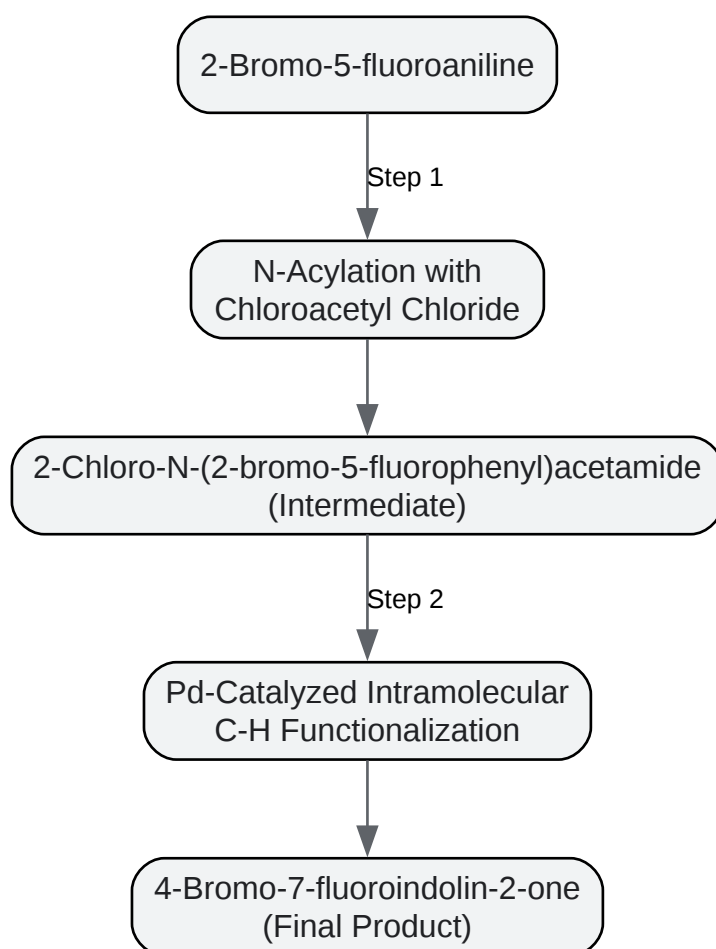 2-Bromo-5-fluoroaniline
Step 1
N-Acylation with
Chloroacetyl Chloride
2-Chloro-N-(2-bromo-5-fluorophenyl)acetamide
(Intermediate)
Step 2
Pd-Catalyzed Intramolecular
C-H Functionalization
4-Bromo-7-fluoroindolin-2-one
(Final Product)